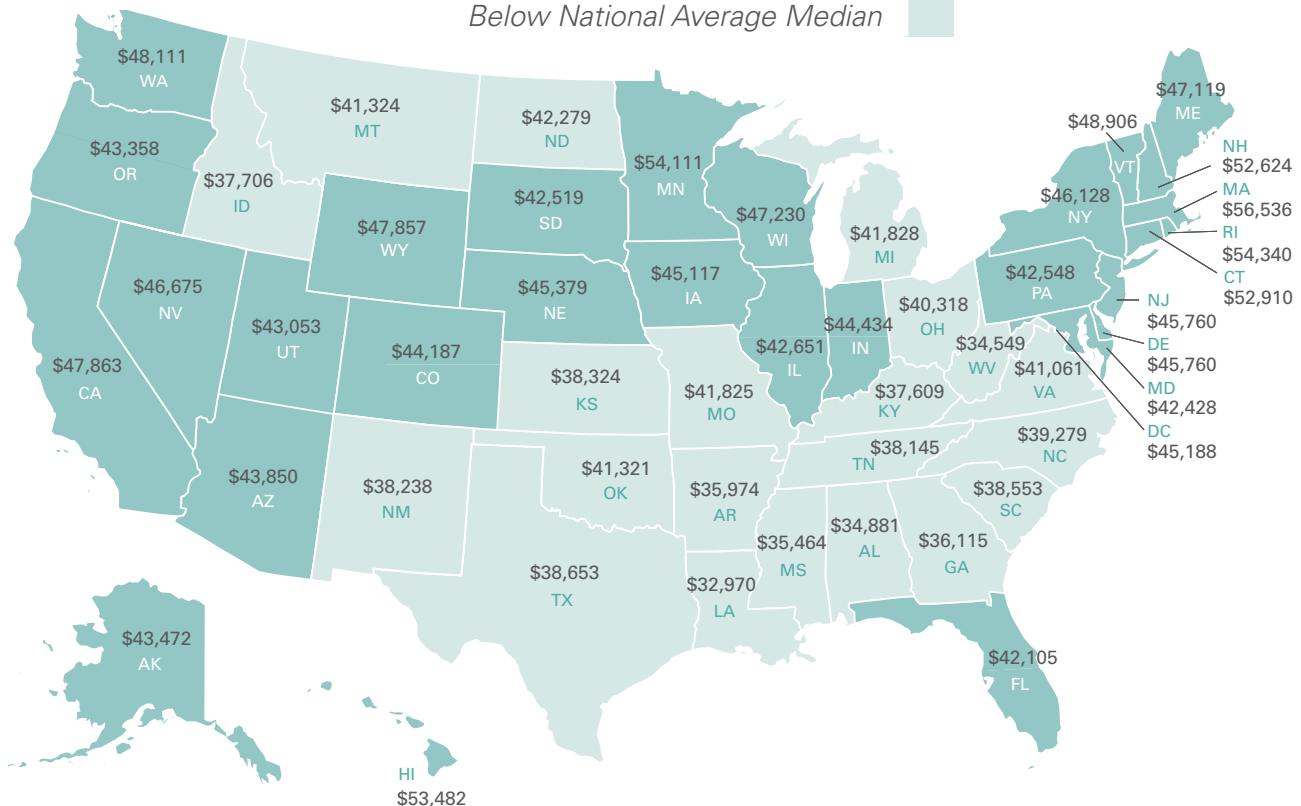 Below National Average Median
$48,111
WA
$41,324
MT
$42,279
ND
$54,111
MN
$47,119
ME
$48,906
VT
NH
$52,624
MA
$56,536
RI
$54,340
CT
$52,910
$43,358
OR
$37,706
ID
$47,857
WY
$42,519
SD
$47,230
WI
$41,828
MI
$46,128
NY
$46,675
NV
$43,053
UT
$44,187
CO
$45,379
NE
$45,117
IA
$42,651
IL
$44,434
IN
$40,318
OH
$42,548
PA
NJ
$45,760
DE
$45,760
MD
$42,428
DC
$45,188
$47,863
CA
$38,324
KS
$41,825
MO
$37,609
KY
$34,549
WV
$41,061
VA
$43,850
AZ
$38,238
NM
$41,321
OK
$35,974
AR
$38,145
TN
$39,279
NC
$38,553
SC
$38,653
TX
$32,970
LA
$35,464
MS
$34,881
AL
$36,115
GA
$42,105
FL
$43,472
AK
HI
$53,482